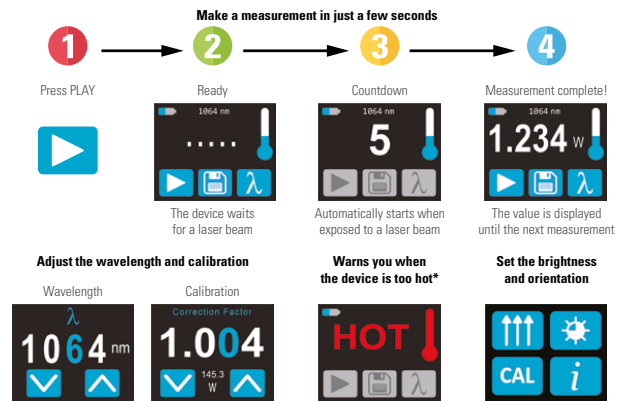 Make a measurement in just a few seconds
1
2
3
4
Press PLAY
Ready
Countdown
Measurement complete!
1064 nm
.....
λ
1064 nm
5
λ
1064 nm
1.234 W
λ
The device waits
for a laser beam
Automatically starts when
exposed to a laser beam
The value is displayed
until the next measurement
Adjust the wavelength and calibration
Warns you when
the device is too hot*
Set the brightness
and orientation
Wavelength
Calibration
λ
1064 nm
Correction Factor
1.004
145.3
W
HOT
λ
CAL
i